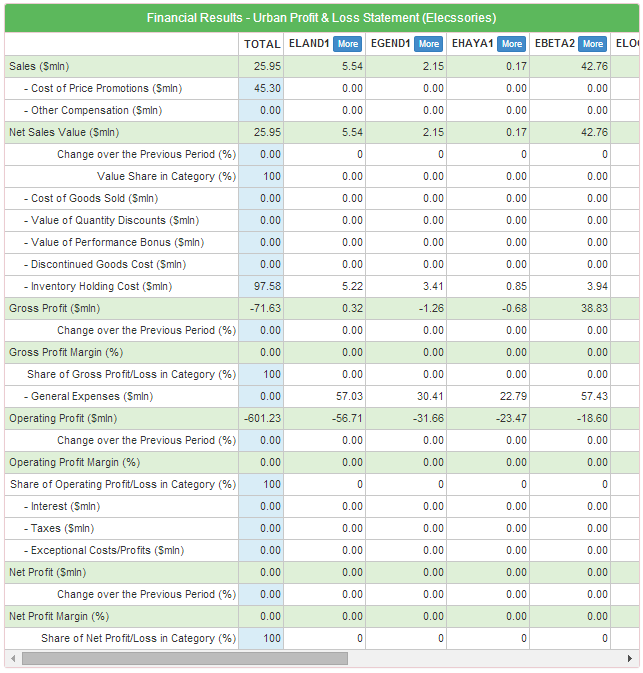 Financial Results - Urban Profit & Loss Statement (Elecssories)
TOTAL ELAND1 More EGEND1 More EHAYA1 More EBETA2 More ELO
Sales ($mln) 25.95 5.54 2.15 0.17 42.76
- Cost of Price Promotions ($mln) 45.30 0.00 0.00 0.00 0.00
- Other Compensation ($mln) 0.00 0.00 0.00 0.00 0.00
Net Sales Value ($mln) 25.95 5.54 2.15 0.17 42.76
Change over the Previous Period (%) 0.00 0 0 0 0
Value Share in Category (%) 100 0.00 0.00 0.00 0.00
- Cost of Goods Sold ($mln) 0.00 0.00 0.00 0.00 0.00
- Value of Quantity Discounts ($mln) 0.00 0.00 0.00 0.00 0.00
- Value of Performance Bonus ($mln) 0.00 0.00 0.00 0.00 0.00
- Discontinued Goods Cost ($mln) 0.00 0.00 0.00 0.00 0.00
- Inventory Holding Cost ($mln) 97.58 5.22 3.41 0.85 3.94
Gross Profit ($mln) -71.63 0.32 -1.26 -0.68 38.83
Change over the Previous Period (%) 0.00 0.00 0.00 0.00 0.00
Gross Profit Margin (%) 0.00 0.00 0.00 0.00 0.00
Share of Gross Profit/Loss in Category (%) 100 0.00 0.00 0.00 0.00
- General Expenses ($mln) 0.00 57.03 30.41 22.79 57.43
Operating Profit ($mln) -601.23 -56.71 -31.66 -23.47 -18.60
Change over the Previous Period (%) 0.00 0.00 0.00 0.00 0.00
Operating Profit Margin (%) 0.00 0.00 0.00 0.00 0.00
Share of Operating Profit/Loss in Category (%) 100 0 0 0 0
- Interest ($mln) 0.00 0.00 0.00 0.00 0.00
- Taxes ($mln) 0.00 0.00 0.00 0.00 0.00
- Exceptional Costs/Profits ($mln) 0.00 0.00 0.00 0.00 0.00
Net Profit ($mln) 0.00 0.00 0.00 0.00 0.00
Change over the Previous Period (%) 0.00 0.00 0.00 0.00 0.00
Net Profit Margin (%) 0.00 0.00 0.00 0.00 0.00
Share of Net Profit/Loss in Category (%) 100 0 0 0 0